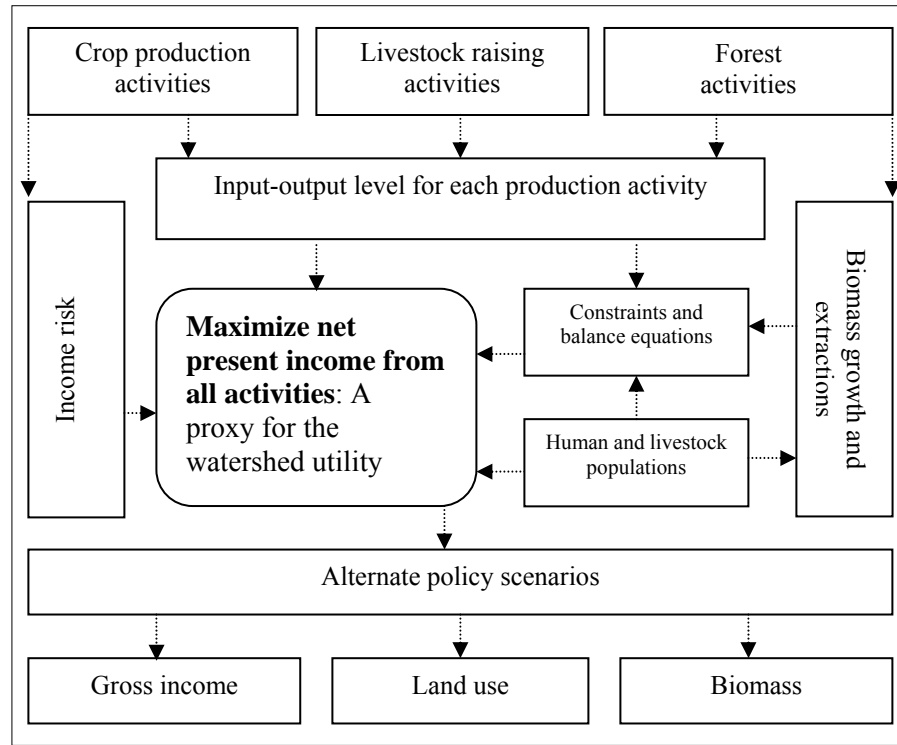 Crop production
activities
Livestock raising
activities
Forest
activities
Input-output level for each production activity
Income risk
Maximize net
present income from
all activities: A
proxy for the
watershed utility
Constraints and
balance equations
Human and livestock
populations
Biomass growth and
extractions
Alternate policy scenarios
Gross income
Land use
Biomass